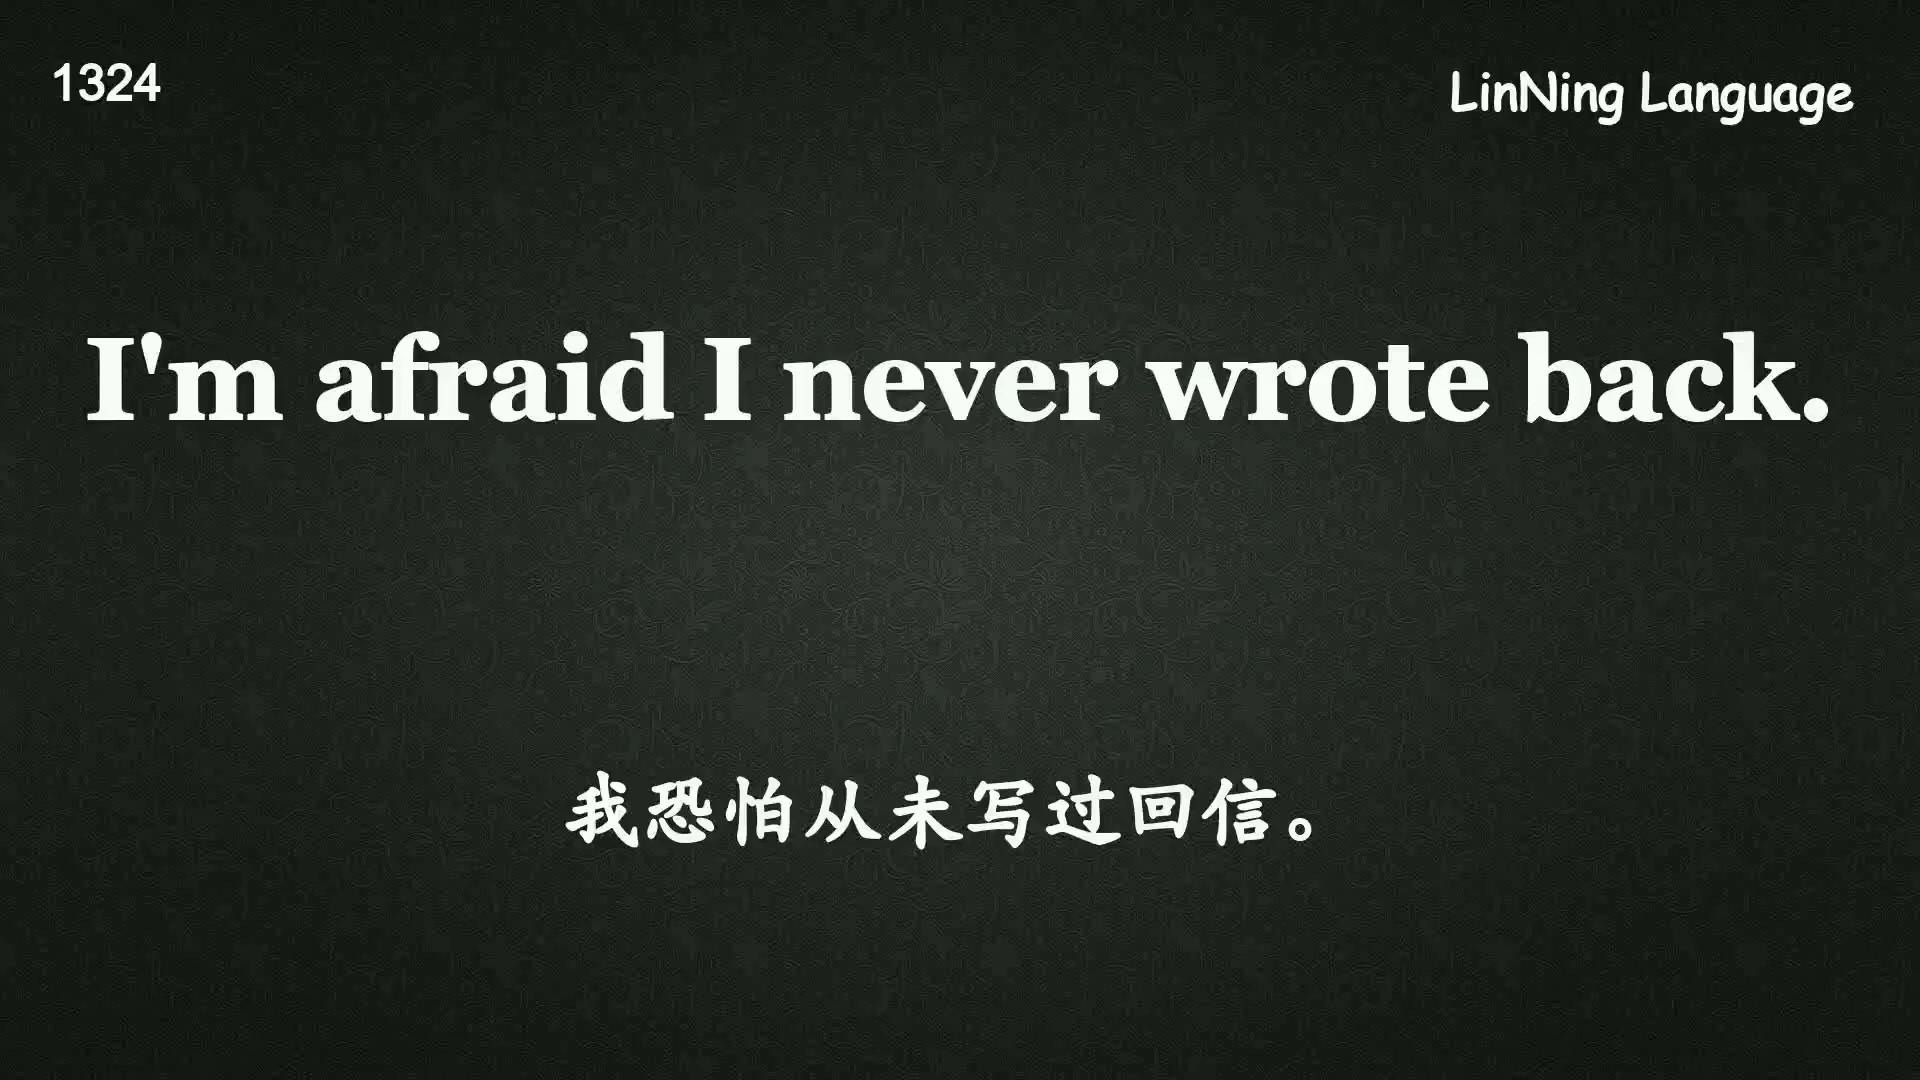 1324
LinNing Language
I'm afraid I never wrote back.
我恐怕从未写过回信。